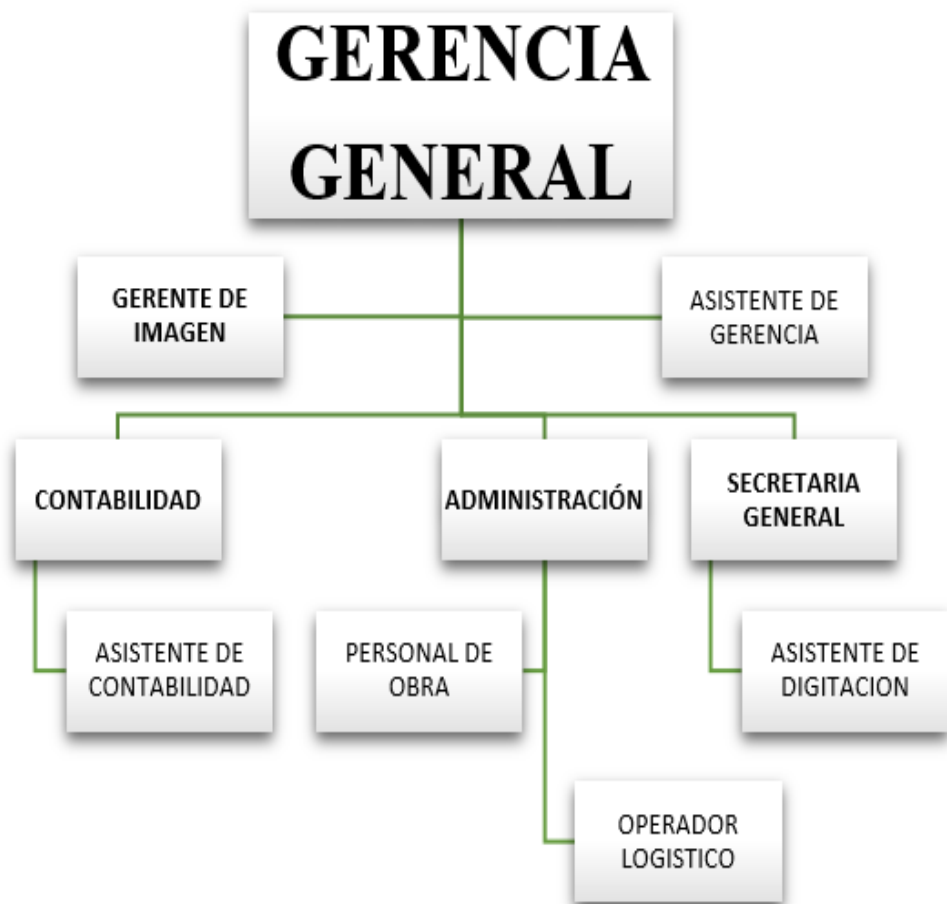 GERENCIA
GENERAL
GERENTE DE
IMAGEN
ASISTENTE DE
GERENCIA
CONTABILIDAD
ADMINISTRACIÓN
SECRETARIA
GENERAL
ASISTENTE DE
CONTABILIDAD
PERSONAL DE
OBRA
ASISTENTE DE
DIGITACION
OPERADOR
LOGISTICO